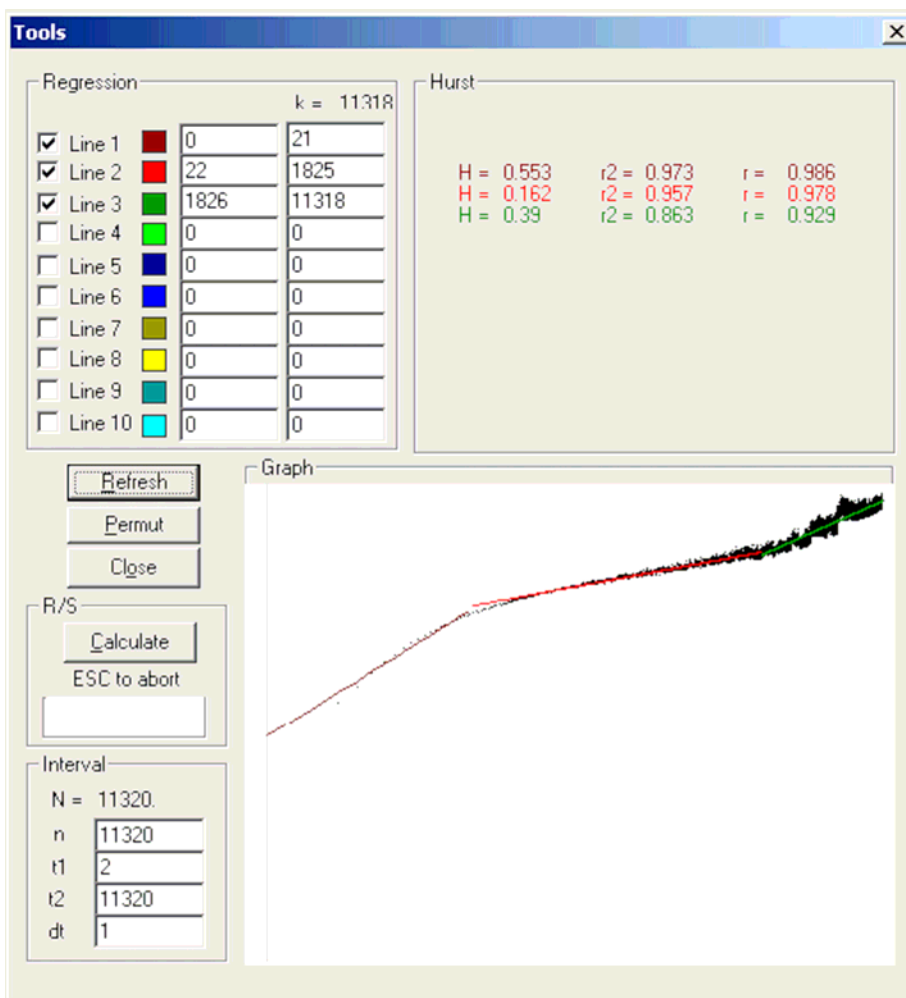 Tools
Regression
k = 11318
Line 1 0 21
Line 2 22 1825
Line 3 1826 11318
Line 4 0 0
Line 5 0 0
Line 6 0 0
Line 7 0 0
Line 8 0 0
Line 9 0 0
Line 10 0 0
Hurst
H = 0.553 r2 = 0.973 r = 0.986
H = 0.162 r2 = 0.957 r = 0.978
H = 0.39 r2 = 0.863 r = 0.929
Refresh
Permut
Close
R/S
Calculate
ESC to abort
Interval
N = 11320.
n 11320
t1 2
t2 11320
dt 1
Graph